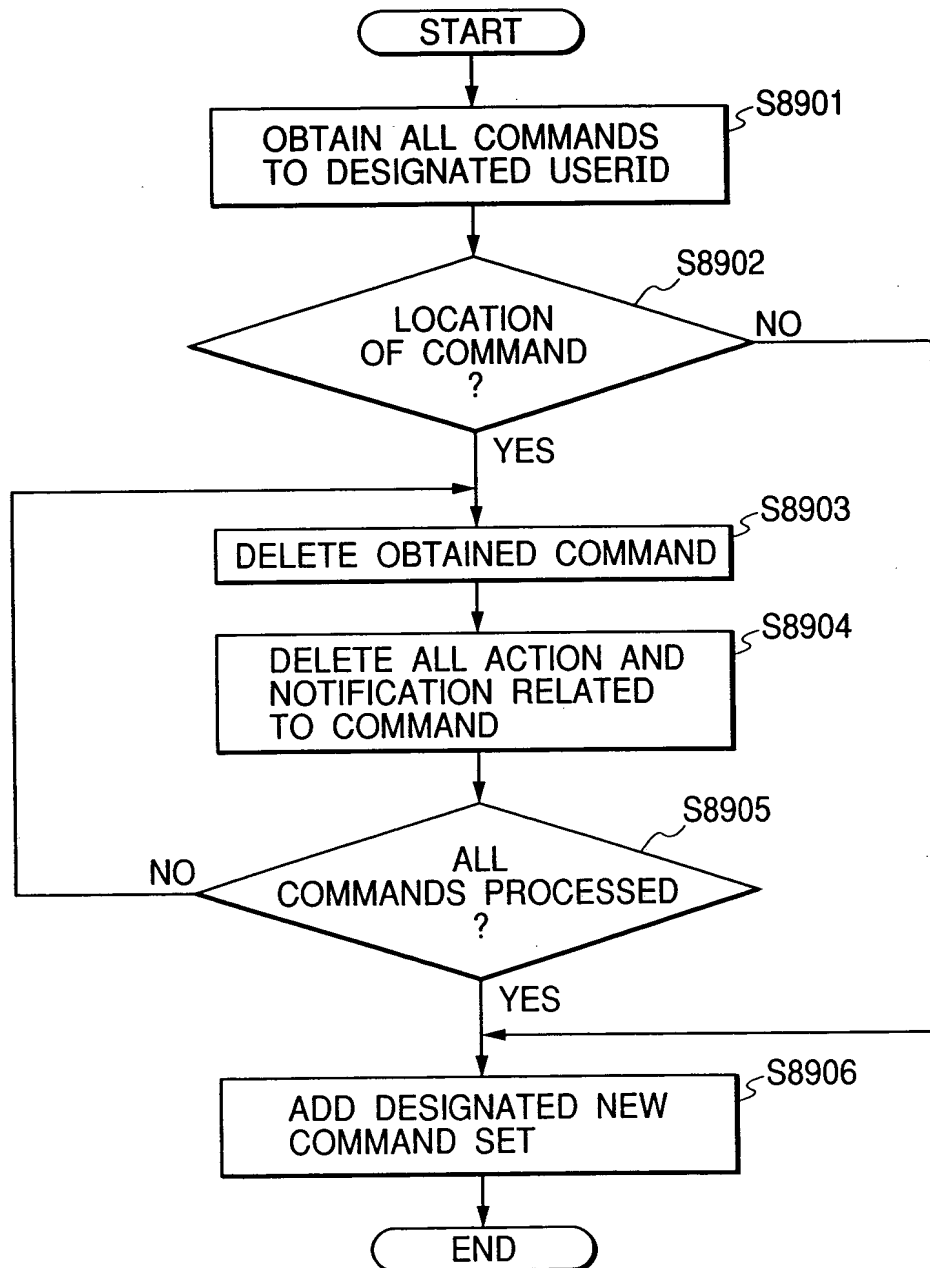 START
S8901
OBTAIN ALL COMMANDS
TO DESIGNATED USERID
S8902
LOCATION
OF COMMAND
?
NO
YES
S8903
DELETE OBTAINED COMMAND
S8904
DELETE ALL ACTION AND
NOTIFICATION RELATED
TO COMMAND
S8905
ALL
COMMANDS PROCESSED
?
NO
YES
S8906
ADD DESIGNATED NEW
COMMAND SET
END